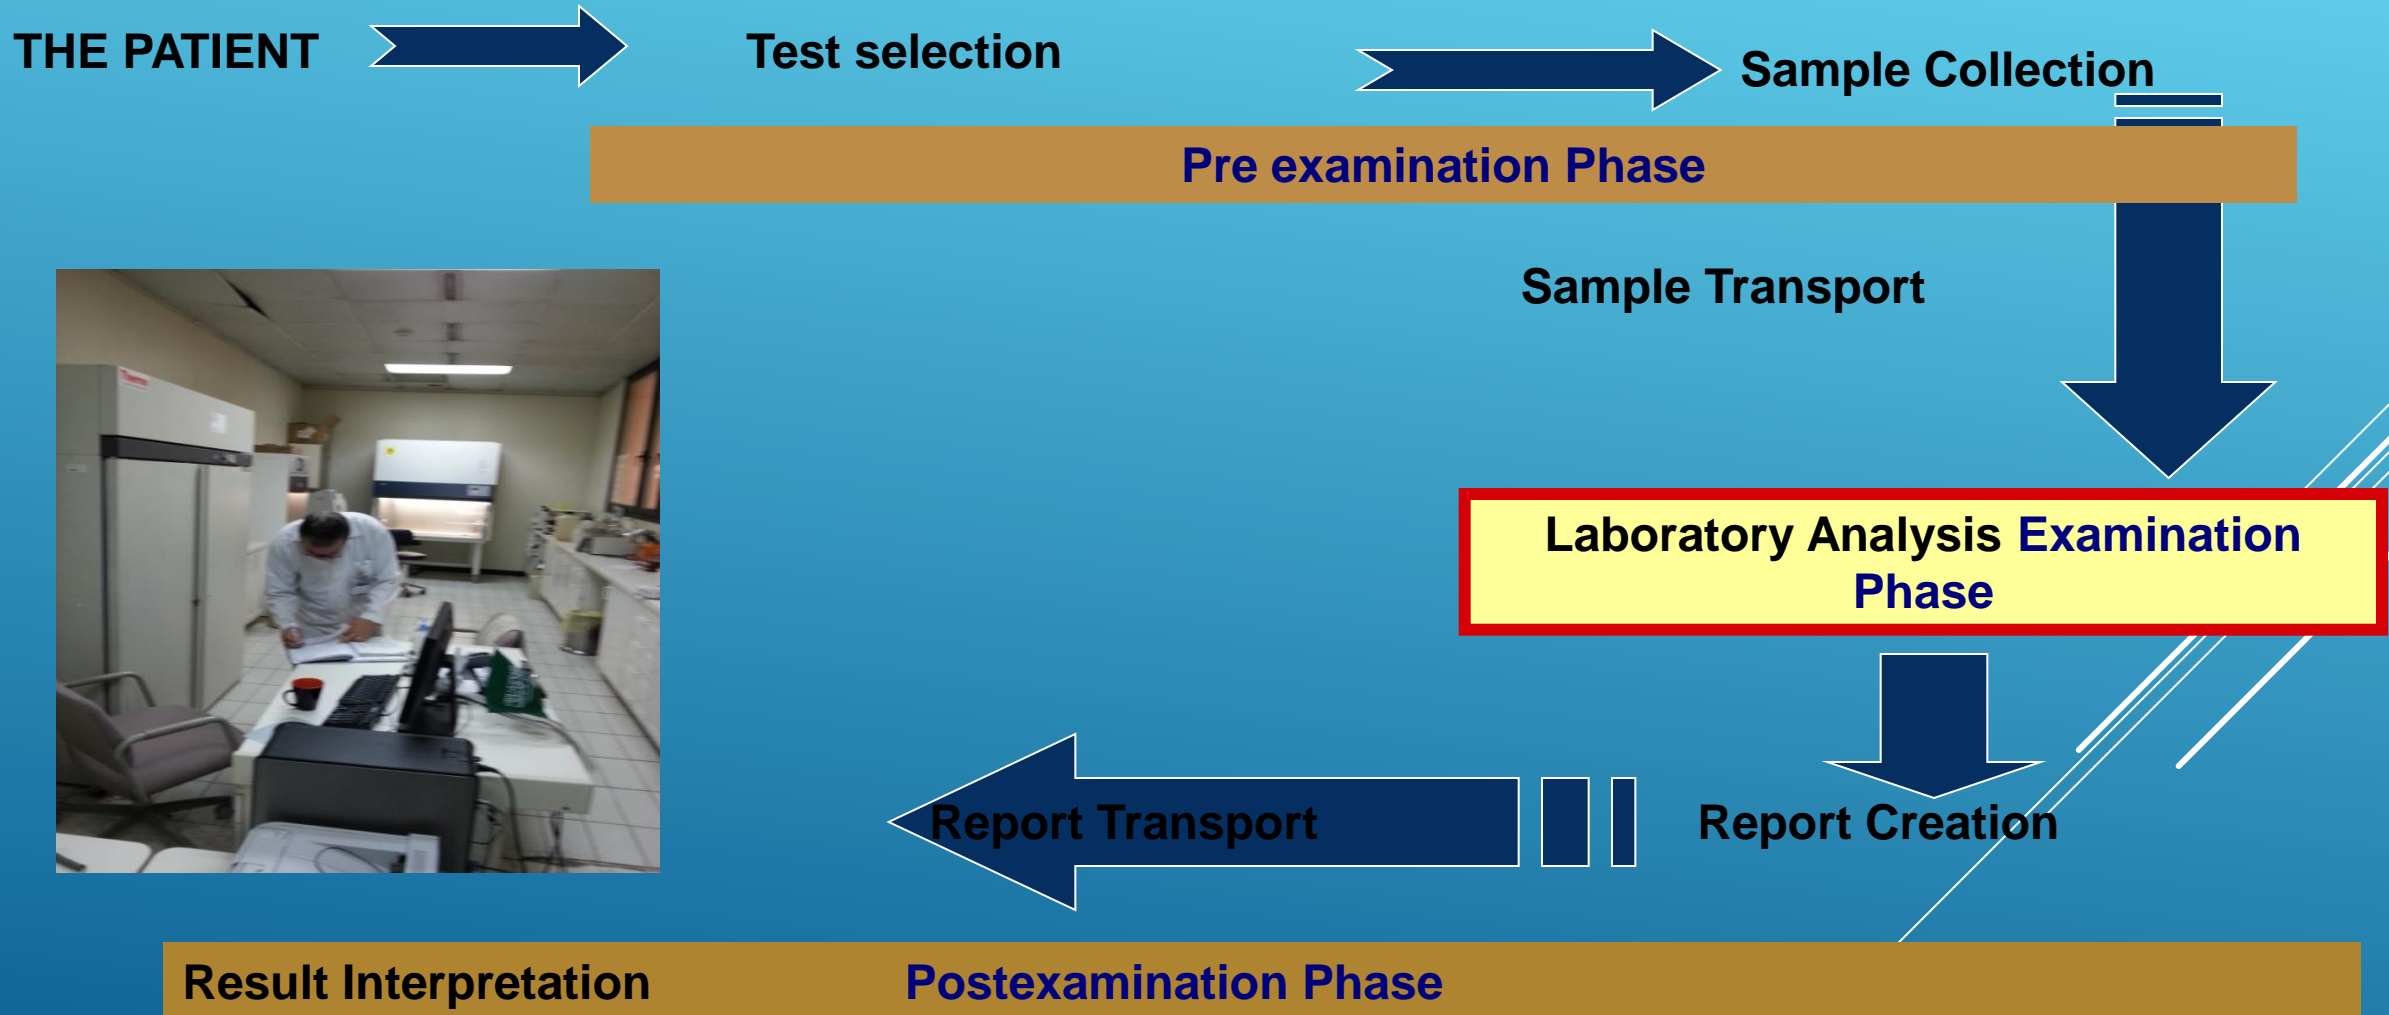 THE PATIENT
Test selection
Sample Collection
Pre examination Phase
Sample Transport
Laboratory Analysis Examination
Phase
Report Transport
Report Creation
Result Interpretation
Postexamination Phase